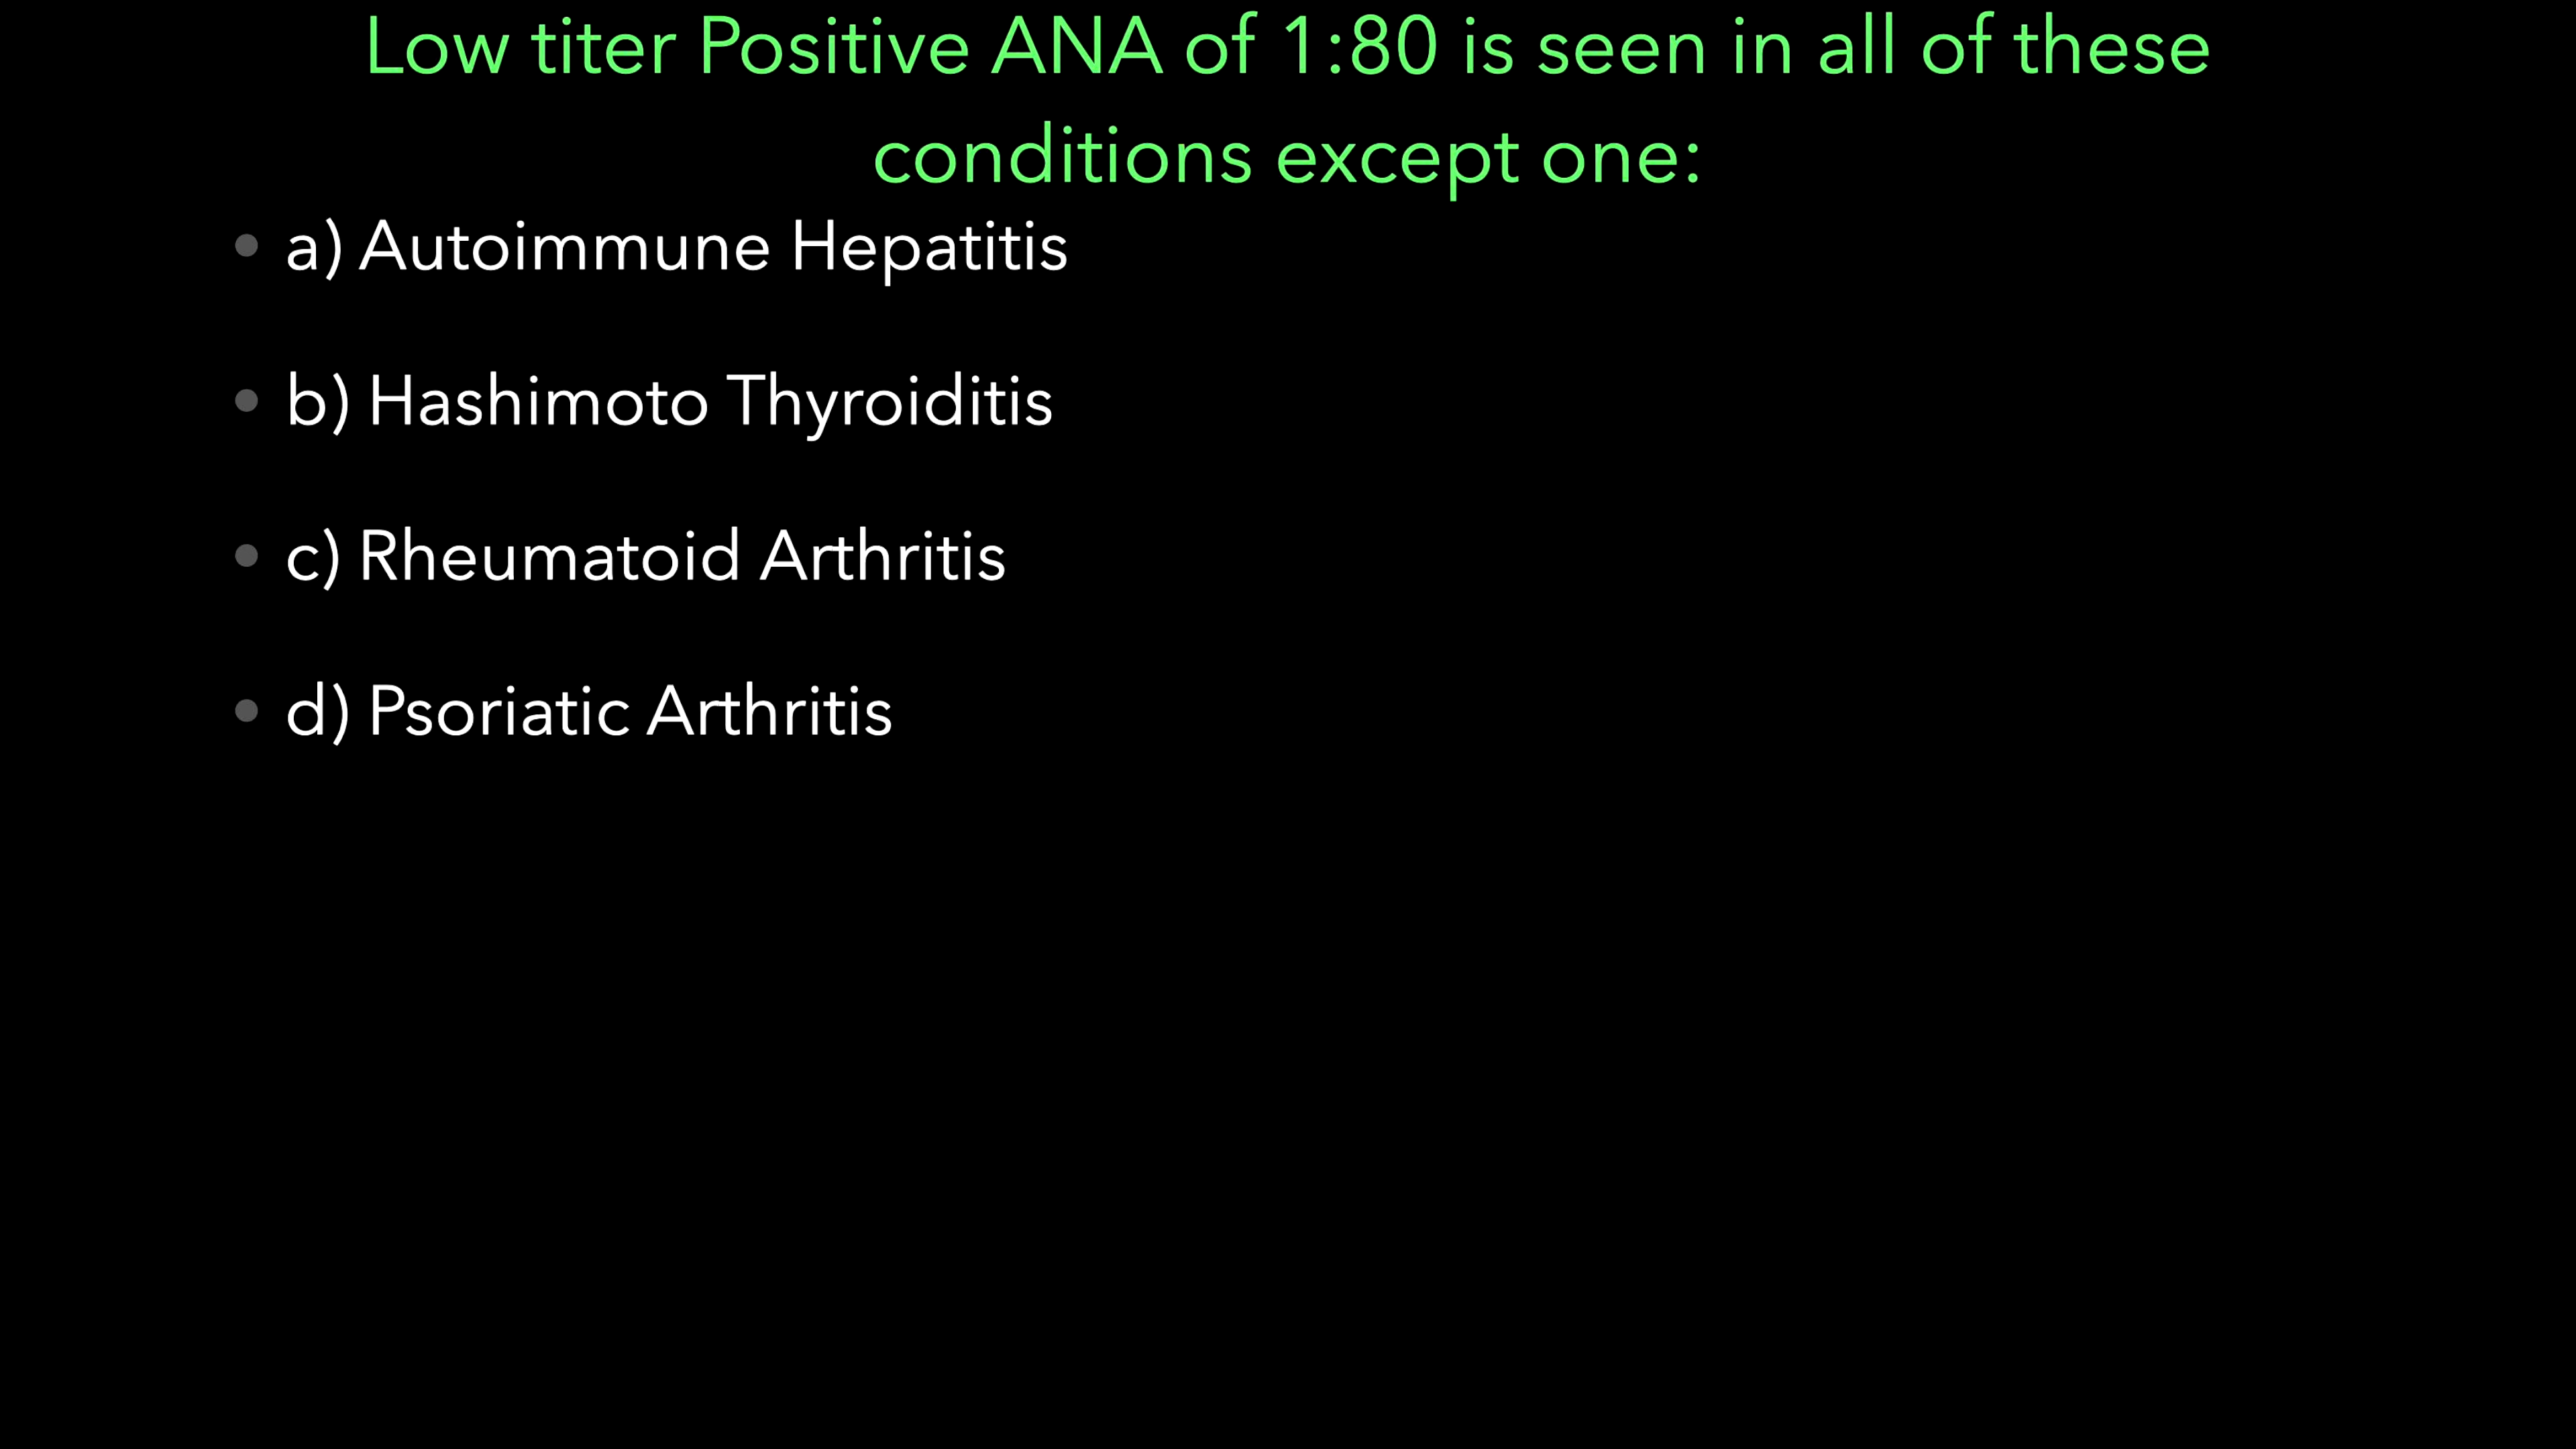 Low titer Positive ANA of 1:80 is seen in all of these
conditions except one:
• a) Autoimmune Hepatitis
• b) Hashimoto Thyroiditis
• c) Rheumatoid Arthritis
• d) Psoriatic Arthritis